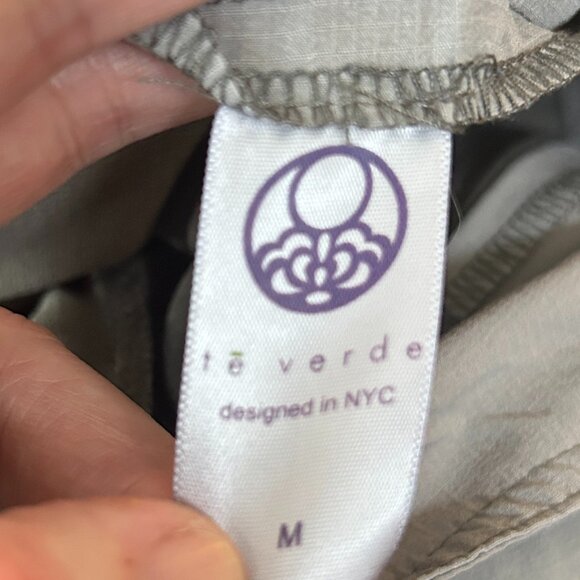 tē verde
designed in NYC
M